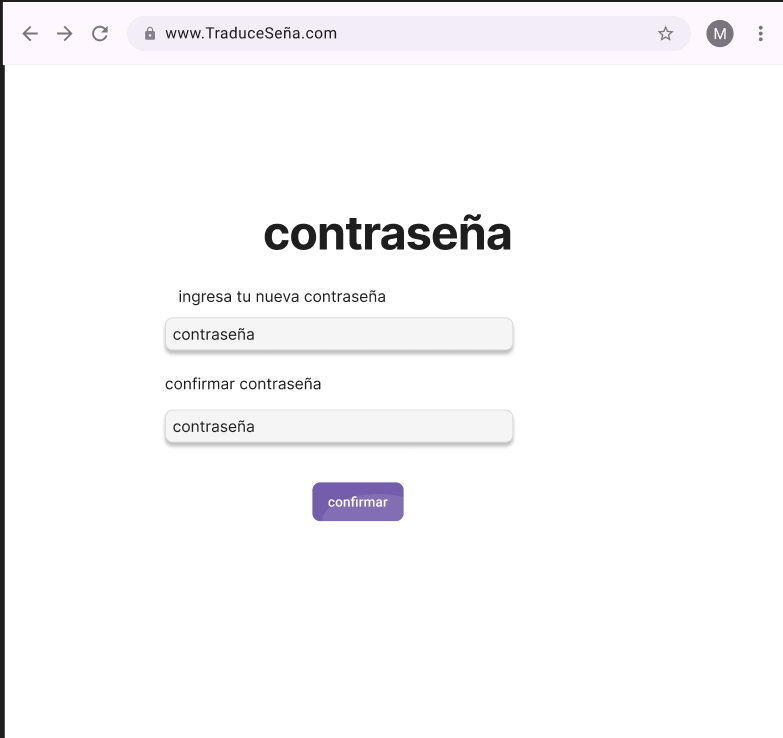 www.TraduceSeña.com
M
contraseña
ingresa tu nueva contraseña
contraseña
confirmar contraseña
contraseña
confirmar